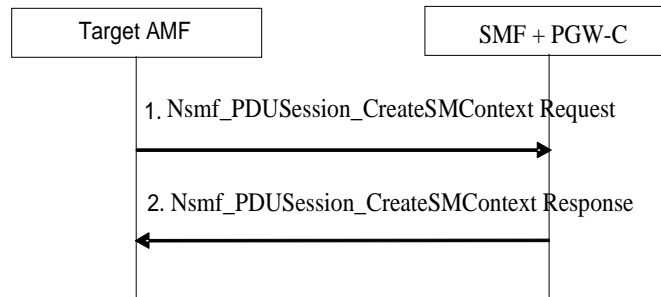 Target AMF
SMF + PGW-C
1. Nsmf_PDUSession_CreateSMContext Request
2. Nsmf_PDUSession_CreateSMContext Response